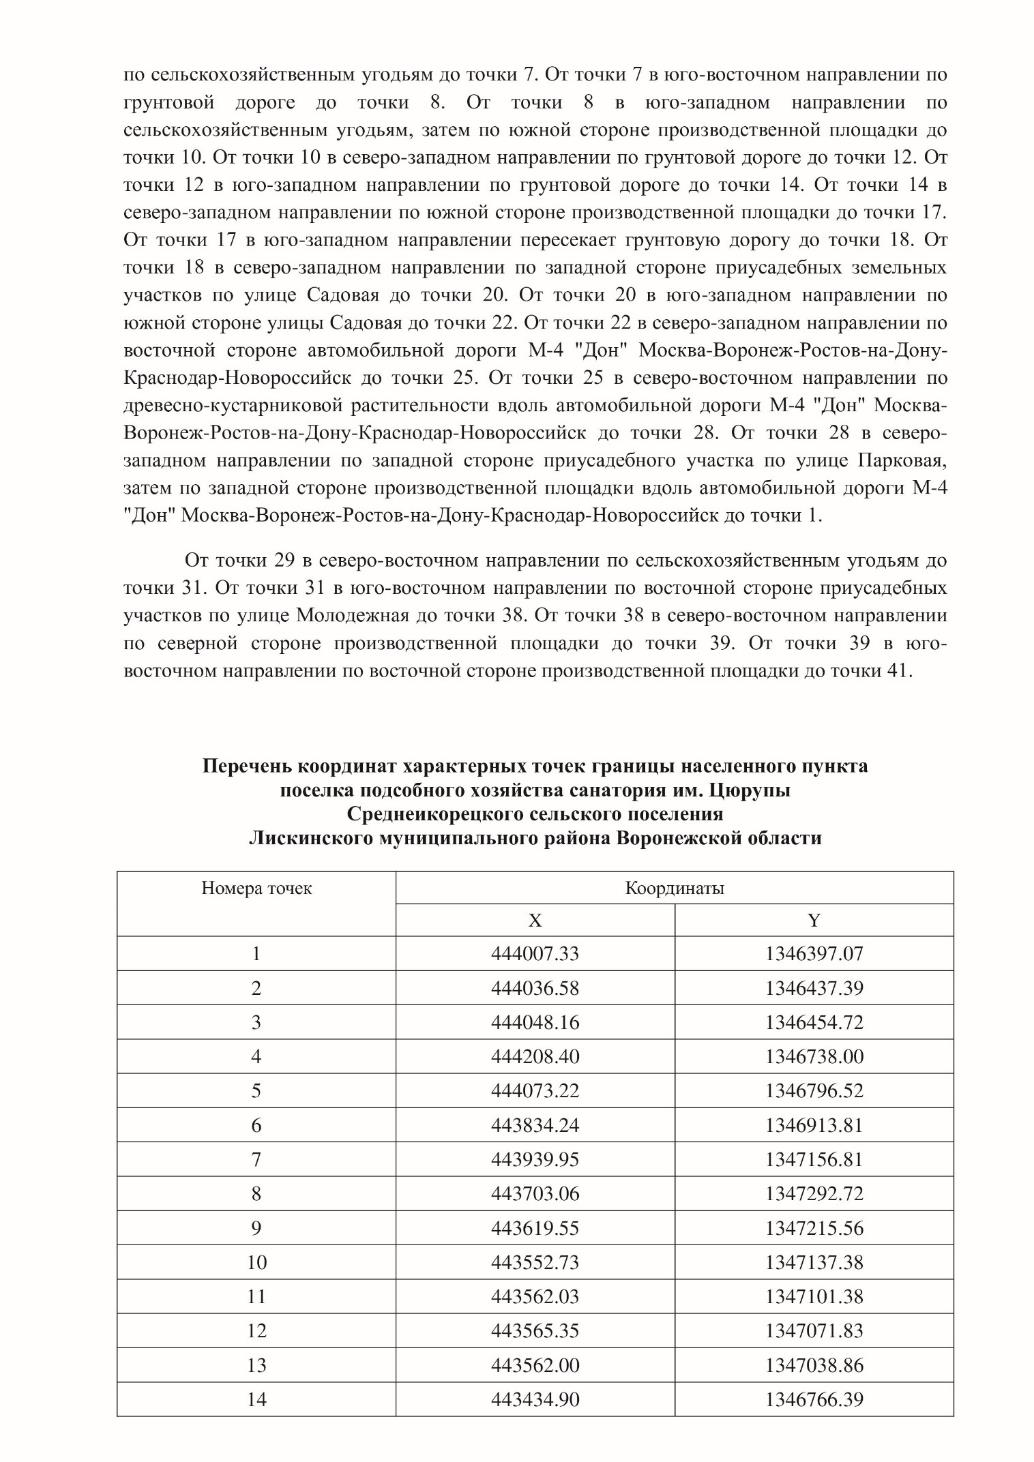 по сельскохозяйственным угодьям до точки 7. От точки 7 в юго-восточном направлении по
грунтовой дороге до точки 8. От точки 8 в юго-западном направлении по
сельскохозяйственным угодьям, затем по южной стороне производственной площадки до
точки 10. От точки 10 в северо-западном направлении по грунтовой дороге до точки 12. От
точки 12 в юго-западном направлении по грунтовой дороге до точки 14. От точки 14 в
северо-западном направлении по южной стороне производственной площадки до точки 17.
От точки 17 в юго-западном направлении пересекает грунтовую дорогу до точки 18. От
точки 18 в северо-западном направлении по западной стороне приусадебных земельных
участков по улице Садовая до точки 20. От точки 20 в юго-западном направлении по
южной стороне улицы Садовая до точки 22. От точки 22 в северо-западном направлении по
восточной стороне автомобильной дороги М-4 "Дон" Москва-Воронеж-Ростов-на-Дону-
Краснодар-Новороссийск до точки 25. От точки 25 в северо-восточном направлении по
древесно-кустарниковой растительности вдоль автомобильной дороги М-4 "Дон" Москва-
Воронеж-Ростов-на-Дону-Краснодар-Новороссийск до точки 28. От точки 28 в северо-
западном направлении по западной стороне приусадебного участка по улице Парковая,
затем по западной стороне производственной площадки вдоль автомобильной дороги М-4
"Дон" Москва-Воронеж-Ростов-на-Дону-Краснодар-Новороссийск до точки 1.
От точки 29 в северо-восточном направлении по сельскохозяйственным угодьям до
точки 31. От точки 31 в юго-восточном направлении по восточной стороне приусадебных
участков по улице Молодежная до точки 38. От точки 38 в северо-восточном направлении
по северной стороне производственной площадки до точки 39. От точки 39 в юго-
восточном направлении по восточной стороне производственной площадки до точки 41.
Перечень координат характерных точек границы населенного пункта
поселка подсобного хозяйства санатория им. Цюрупы
Среднеикорецкого сельского поселения
Лискинского муниципального района Воронежской области
Номера точек Координаты
X Y
1 444007.33 1346397.07
2 444036.58 1346437.39
3 444048.16 1346454.72
4 444208.40 1346738.00
5 444073.22 1346796.52
6 443834.24 1346913.81
7 443939.95 1347156.81
8 443703.06 1347292.72
9 443619.55 1347215.56
10 443552.73 1347137.38
11 443562.03 1347101.38
12 443565.35 1347071.83
13 443562.00 1347038.86
14 443434.90 1346766.39